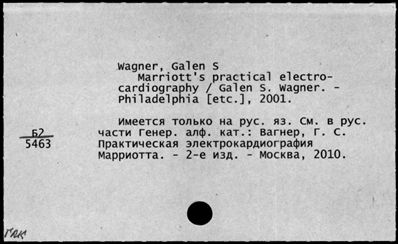 Wagner, Galen S
Marriott's practical electro-
cardiography / Galen S. Wagner. -
Philadelphia [etc.], 2001.
Имеется только на рус. яз. См. в рус.
части Генер. алф. кат.: Вагнер, Г. С.
Практическая электрокардиография
Марриотта. - 2-е изд. - Москва, 2010.
Б2
5463